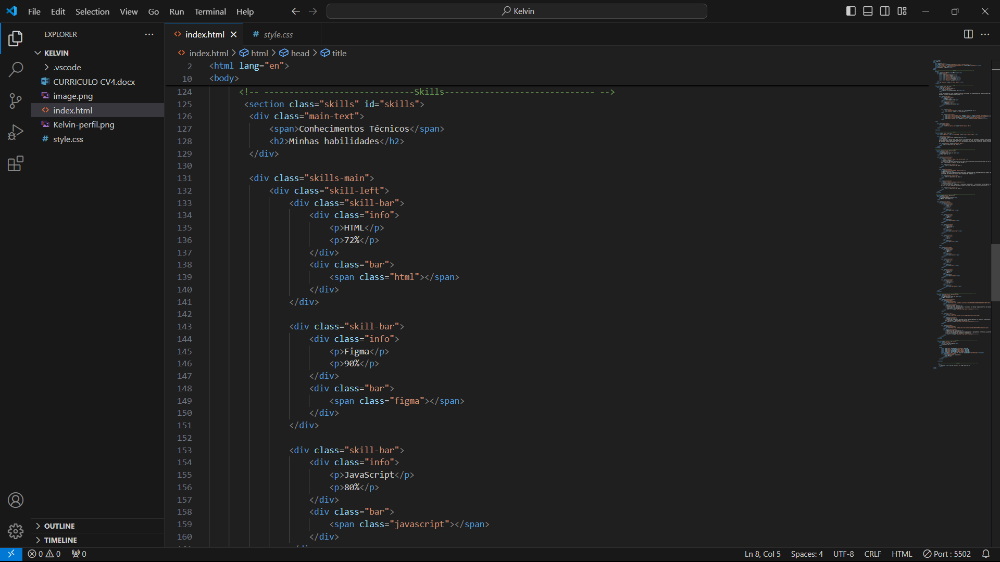 File Edit Selection View Go Run Terminal Help
Kelvin
EXPLORER
KELVIN
.vscode
CURRICULO CV4.docx
image.png
index.html
Kelvin-perfil.png
style.css
OUTLINE
TIMELINE
index.html
style.css
index.html > html > head > title
2 <html lang="en">
10 <body>
124 <!-- ------------------------------Skills------------------------------ -->
125 <section class="skills" id="skills">
126 <div class="main-text">
127 <span>Conhecimentos Técnicos</span>
128 <h2>Minhas habilidades</h2>
129 </div>
130
131 <div class="skills-main">
132 <div class="skill-left">
133 <div class="skill-bar">
134 <div class="info">
135 <p>HTML</p>
136 <p>72%</p>
137 </div>
138 <div class="bar">
139 <span class="html"></span>
140 </div>
141 </div>
142
143 <div class="skill-bar">
144 <div class="info">
145 <p>Figma</p>
146 <p>90%</p>
147 </div>
148 <div class="bar">
149 <span class="figma"></span>
150 </div>
151 </div>
152
153 <div class="skill-bar">
154 <div class="info">
155 <p>JavaScript</p>
156 <p>80%</p>
157 </div>
158 <div class="bar">
159 <span class="javascript"></span>
160 </div>
0 0 0
Ln 8, Col 5 Spaces: 4 UTF-8 CRLF HTML Port : 5502